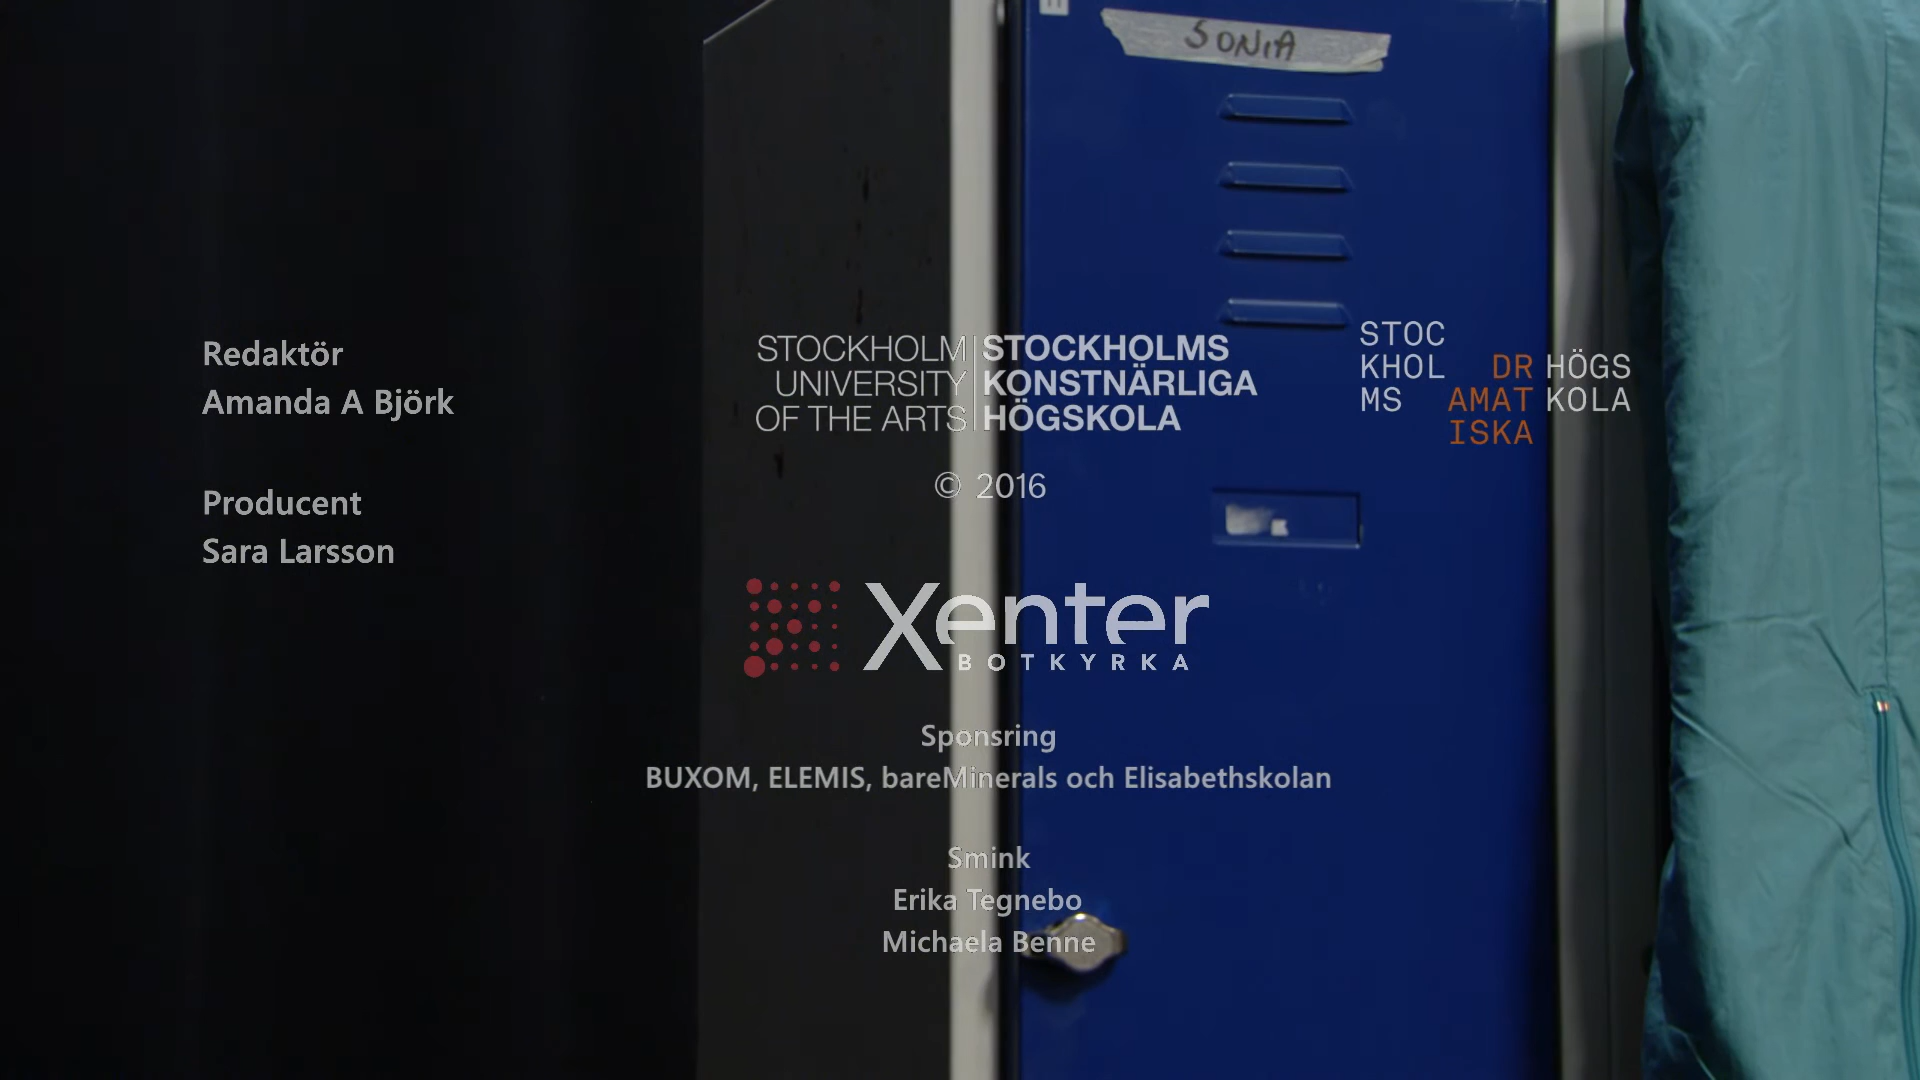 SONIA
Redaktör
Amanda A Björk
Producent
Sara Larsson
STOCKHOLM
UNIVERSITY
OF THE ARTS
STOCKHOLMS
KONSTNÄRLIGA
HÖGSKOLA
STOC
KHOL DR HÖGS
MS AMAT KOLA
ISKA
© 2016
Xenter
BOTKYRKA
Sponsring
BUXOM, ELEMIS, bareMinerals och Elisabethskolan
Smink
Erika Tegnebo
Michaela Benne